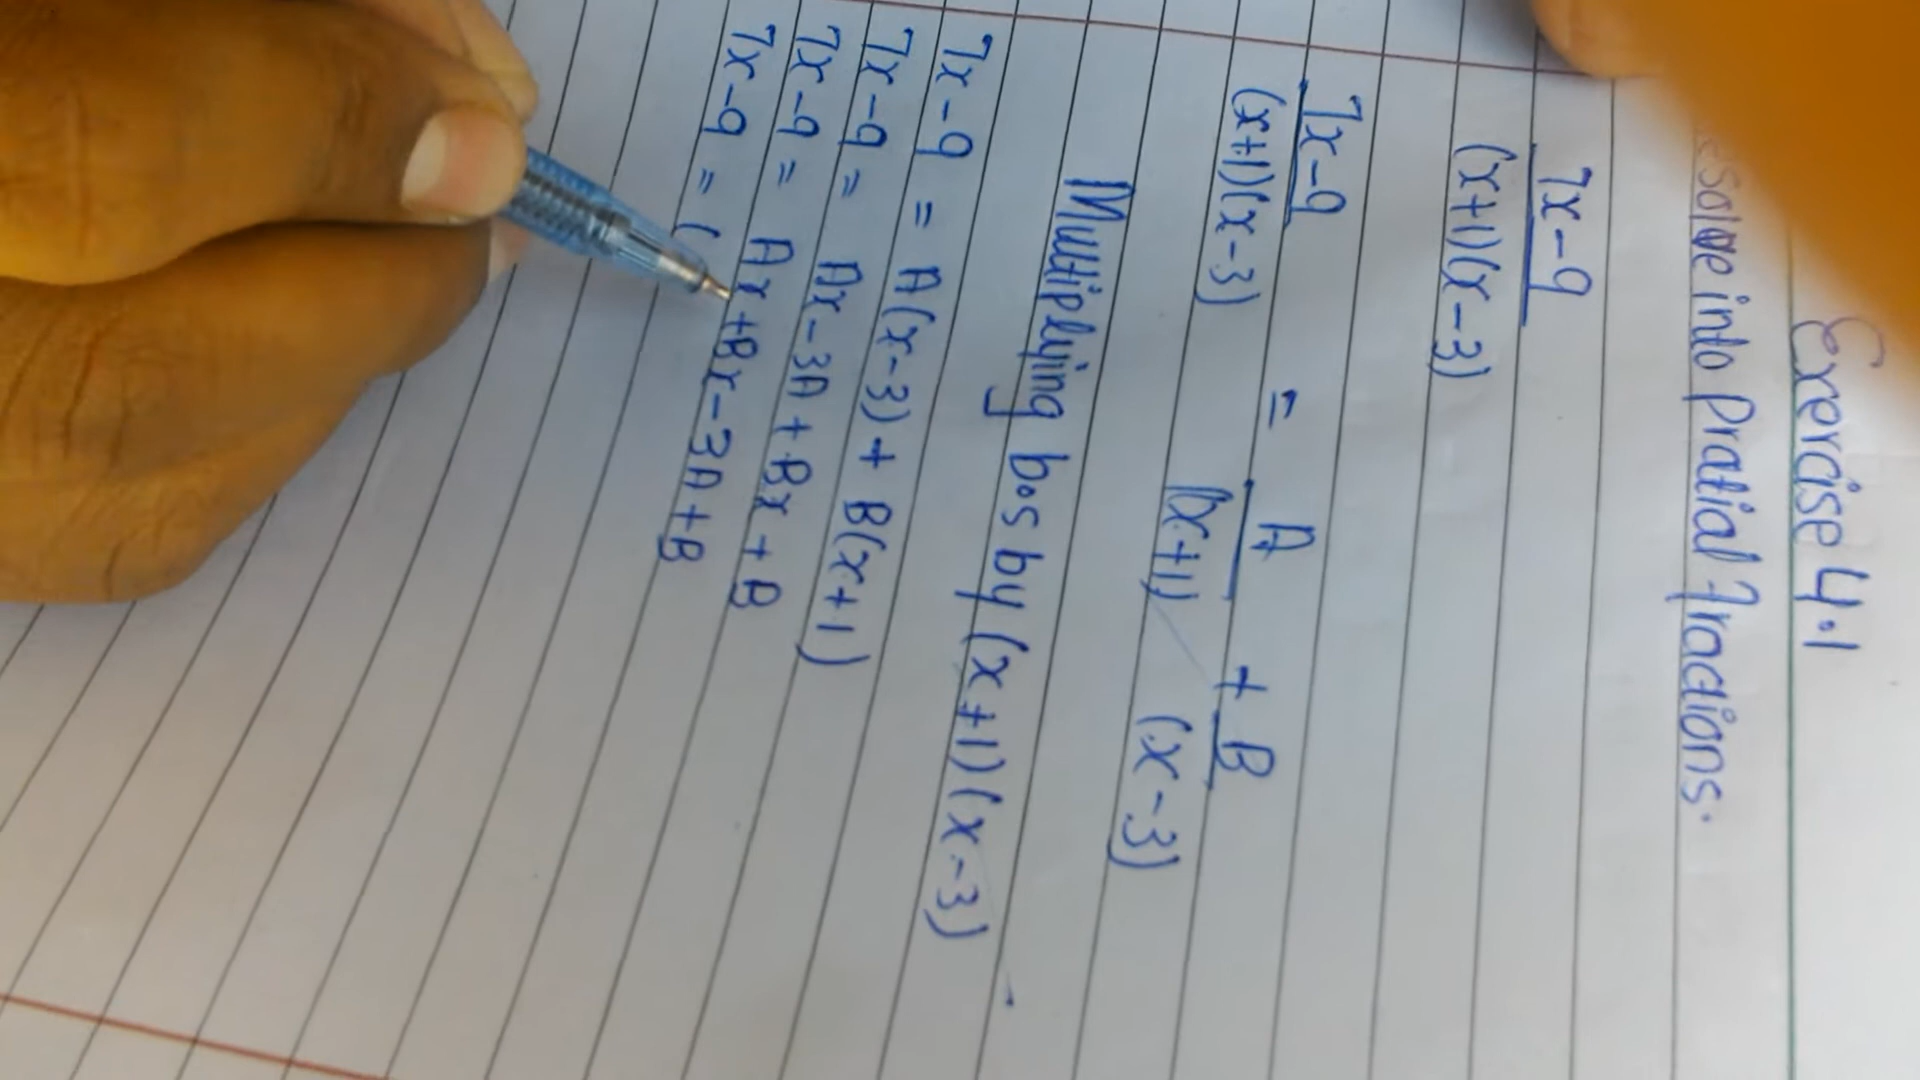 Exercise 4.1
esolve into Pratial Fractions.
7x-9
(x+1)(x-3)
7x-9 = A + B
(x+1)(x-3) (x+1) (x-3)
Multiplying b.s by (x+1)(x-3)
7x-9 = A(x-3) + B(x+1)
7x-9 = Ax-3A+Bx+B
7x-9 = Ax+Bx-3A+B
7x-9 = (